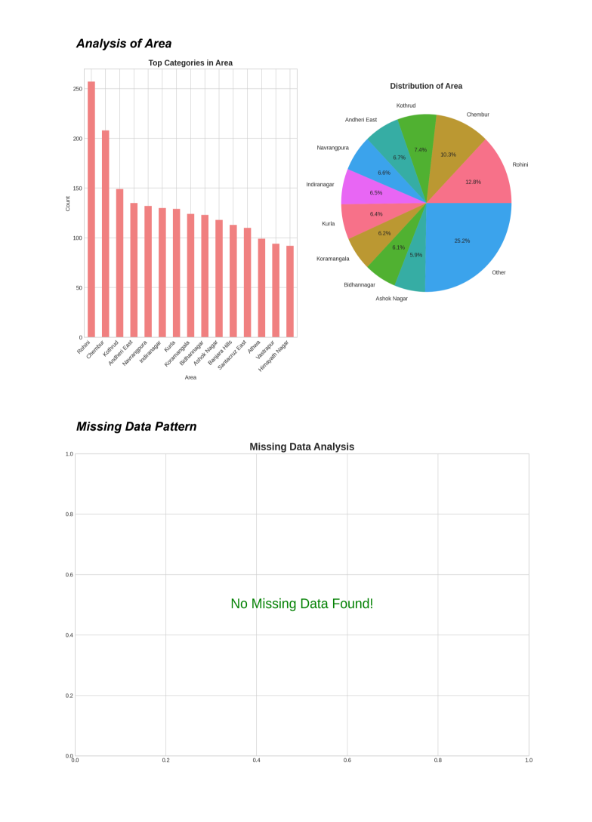 Analysis of Area
Top Categories in Area
250
200
150
100
50
0
Count
Rohini
Chembur
Kothrud
Andheri East
Navrangpura
Indiranagar
Kurla
Koramangala
Bidhannagar
Ashok Nagar
Banjara Hills
Santacruz East
Athwa
Vastrapur
Himayath Nagar
Area
Distribution of Area
Kothrud
Chembur
Andheri East
Navrangpura
Rohini
Indiranagar
Kurla
Koramangala
Bidhannagar
Ashok Nagar
Other
7.4%
10.3%
6.7%
6.6%
12.8%
6.5%
6.4%
6.2%
6.1%
5.9%
25.2%
Missing Data Pattern
Missing Data Analysis
1.0
0.8
0.6
No Missing Data Found!
0.4
0.2
0.0
0.0 0.2 0.4 0.6 0.8 1.0